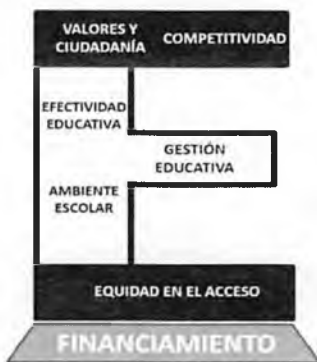 VALORES Y
CIUDADANÍA
COMPETITIVIDAD
EFECTIVIDAD
EDUCATIVA
GESTIÓN
EDUCATIVA
AMBIENTE
ESCOLAR
EQUIDAD EN EL ACCESO
FINANCIAMIENTO